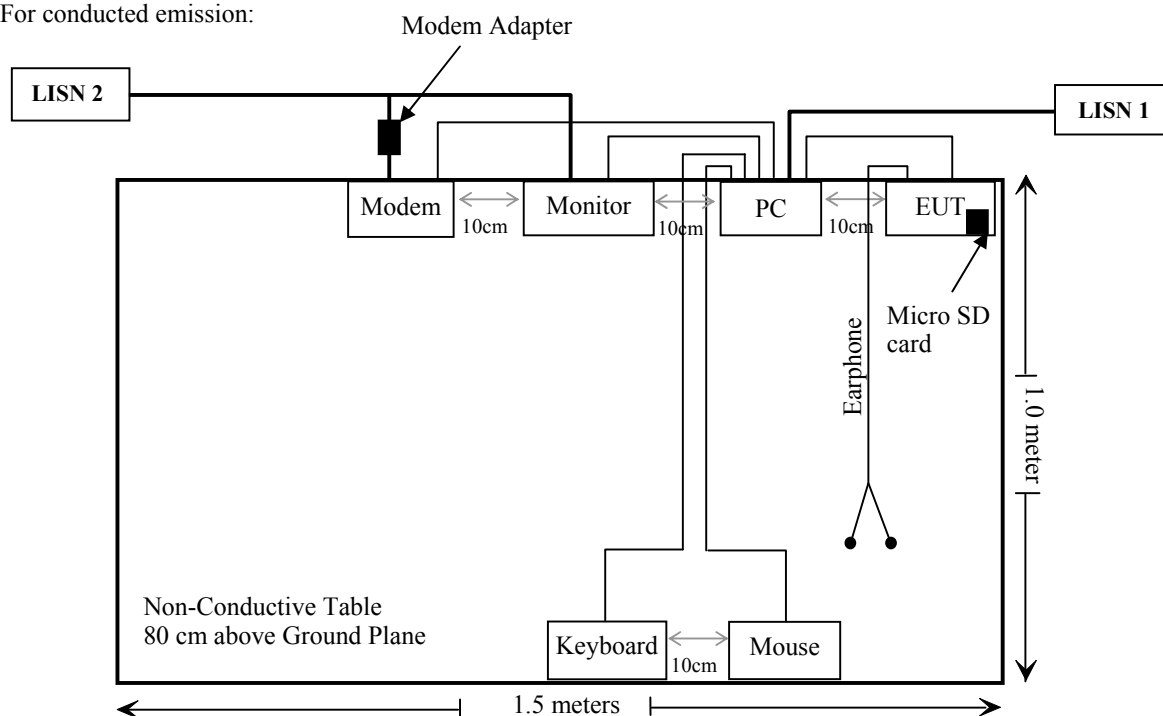 For conducted emission:
Modem Adapter
LISN 2
LISN 1
Modem
10cm
Monitor
10cm
PC
10cm
EUT
Micro SD
card
Earphone
1.0 meter
Non-Conductive Table
80 cm above Ground Plane
Keyboard
10cm
Mouse
1.5 meters